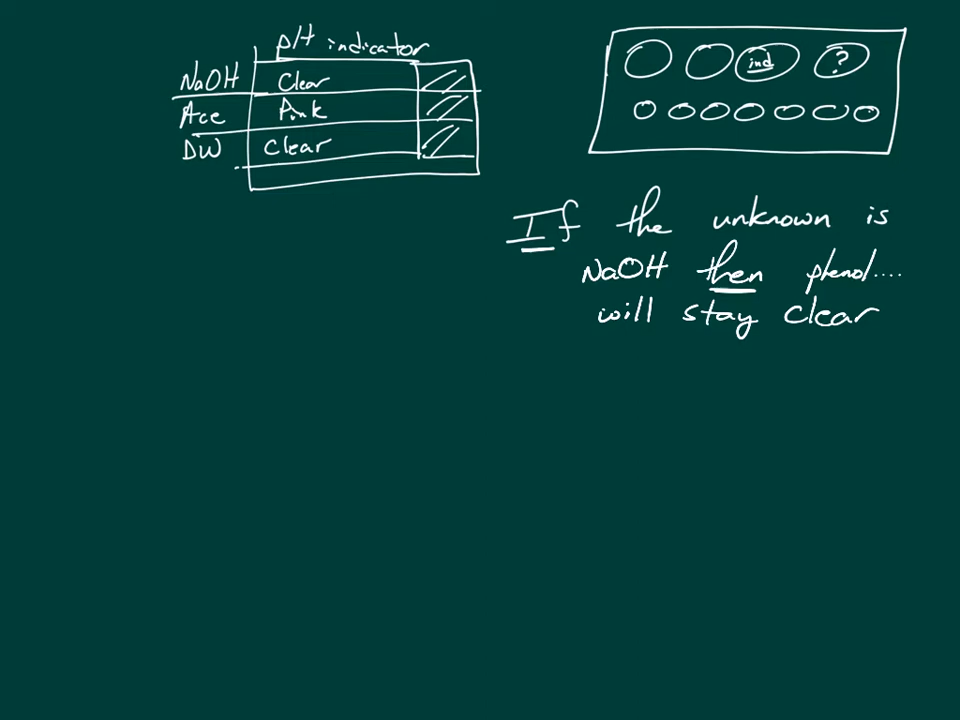 pH indicator
NaOH Clear
Ace Pink
DW Clear
ind ?
If the unknown is
NaOH then phenol....
will stay clear